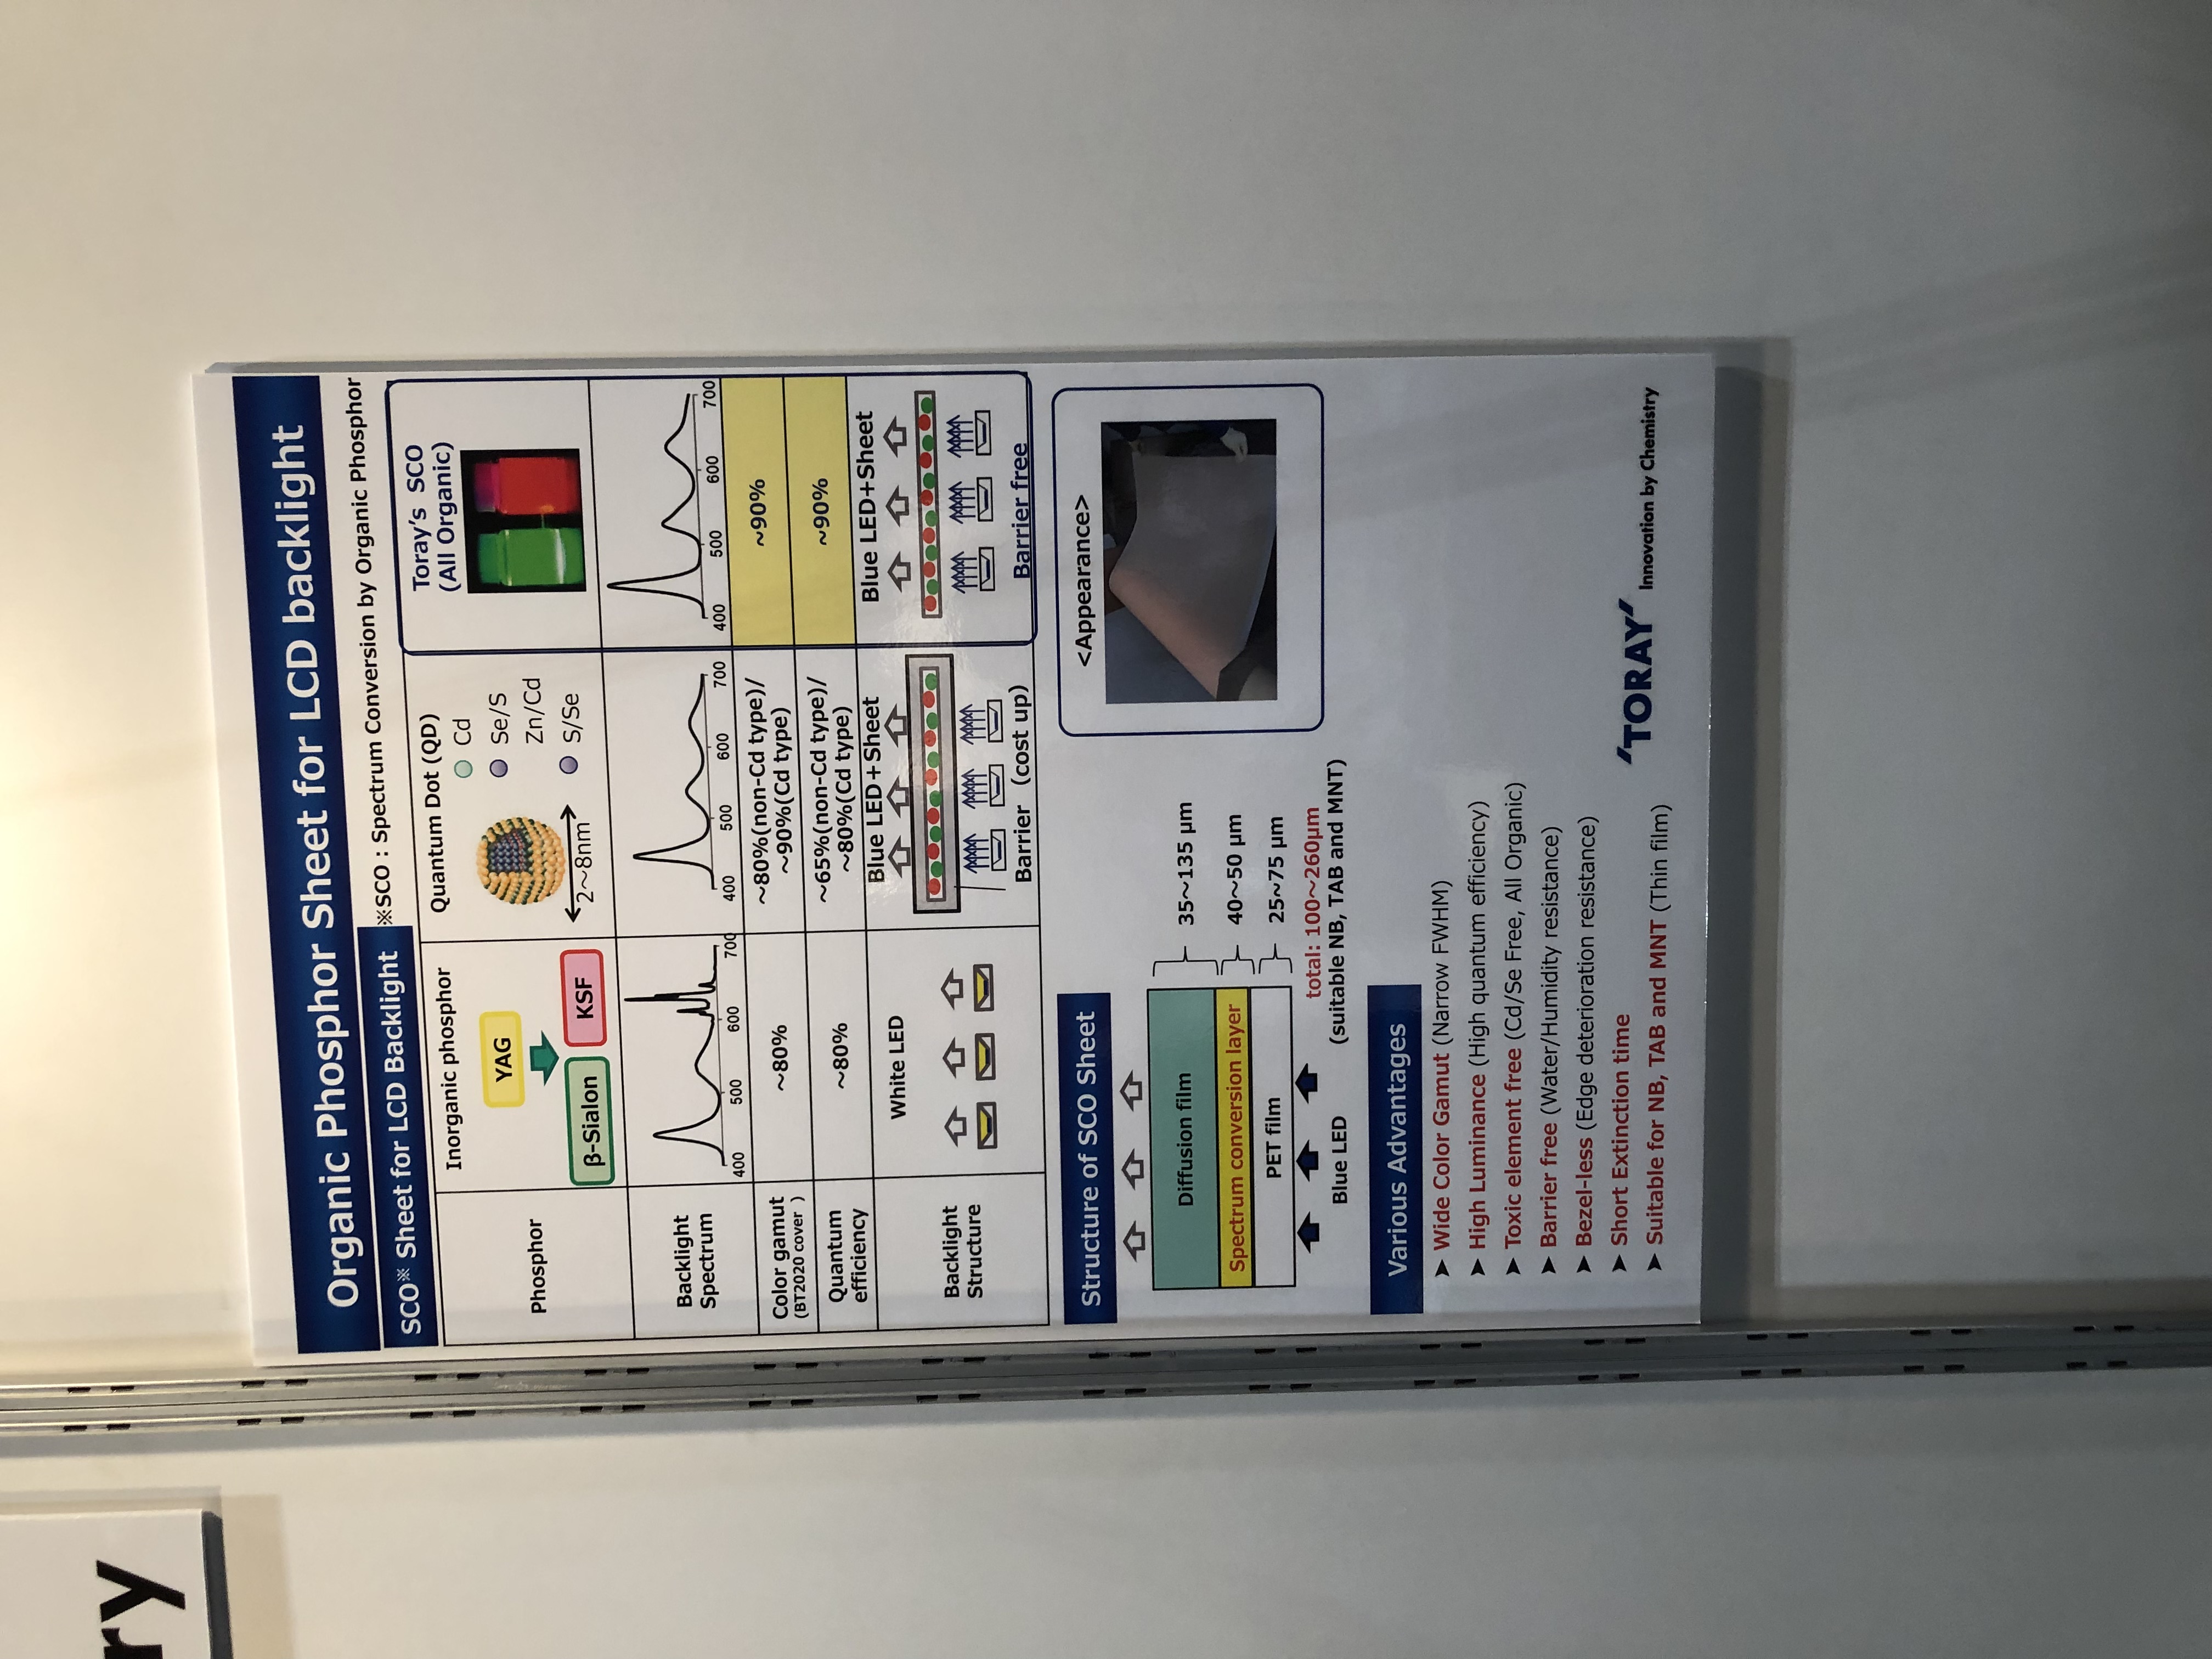 ry
Organic Phosphor Sheet for LCD backlight
SCO※ Sheet for LCD Backlight
※SCO : Spectrum Conversion by Organic Phosphor
Phosphor
Inorganic phosphor
YAG
β-Sialon
KSF
Quantum Dot (QD)
Cd
Se/S
Zn/Cd
S/Se
2～8nm
Toray's SCO
(All Organic)
Backlight
Spectrum
400 500 600 700
400 500 600 700
400 500 600 700
Color gamut
(BT2020 cover )
~80%
~80%(non-Cd type)/
~90%(Cd type)
~90%
Quantum
efficiency
~80%
~65%(non-Cd type)/
~80%(Cd type)
~90%
Backlight
Structure
White LED
Blue LED+Sheet
Barrier (cost up)
Blue LED+Sheet
Barrier free
Structure of SCO Sheet
Diffusion film
35～135 μm
Spectrum conversion layer
40～50 μm
PET film
25~75 μm
total: 100～260μm
Blue LED
(suitable NB, TAB and MNT)
<Appearance>
Various Advantages
➤ Wide Color Gamut (Narrow FWHM)
➤ High Luminance (High quantum efficiency)
➤ Toxic element free (Cd/Se Free, All Organic)
➤ Barrier free (Water/Humidity resistance)
➤ Bezel-less (Edge deterioration resistance)
➤ Short Extinction time
➤ Suitable for NB, TAB and MNT (Thin film)
'TORAY' Innovation by Chemistry